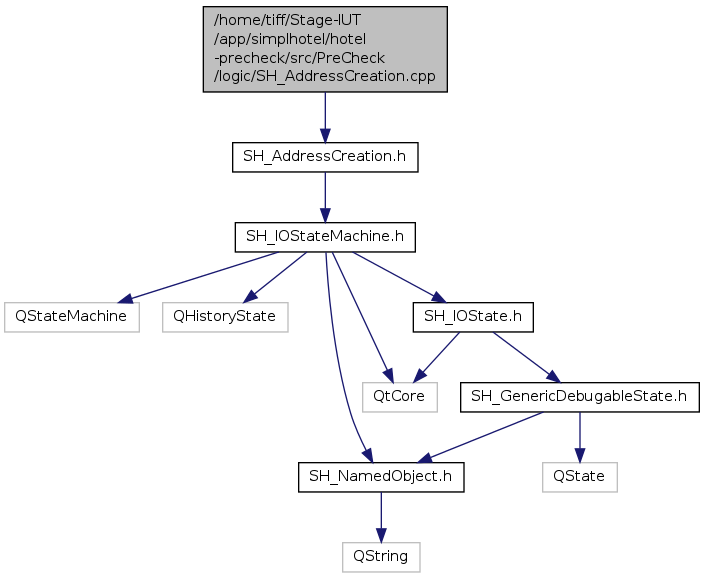 /home/tiff/Stage-IUT
/app/simplhotel/hotel
-precheck/src/PreCheck
/logic/SH_AddressCreation.cpp
SH_AddressCreation.h
SH_IOStateMachine.h
QStateMachine
QHistoryState
SH_IOState.h
QtCore
SH_GenericDebugableState.h
SH_NamedObject.h
QState
QString